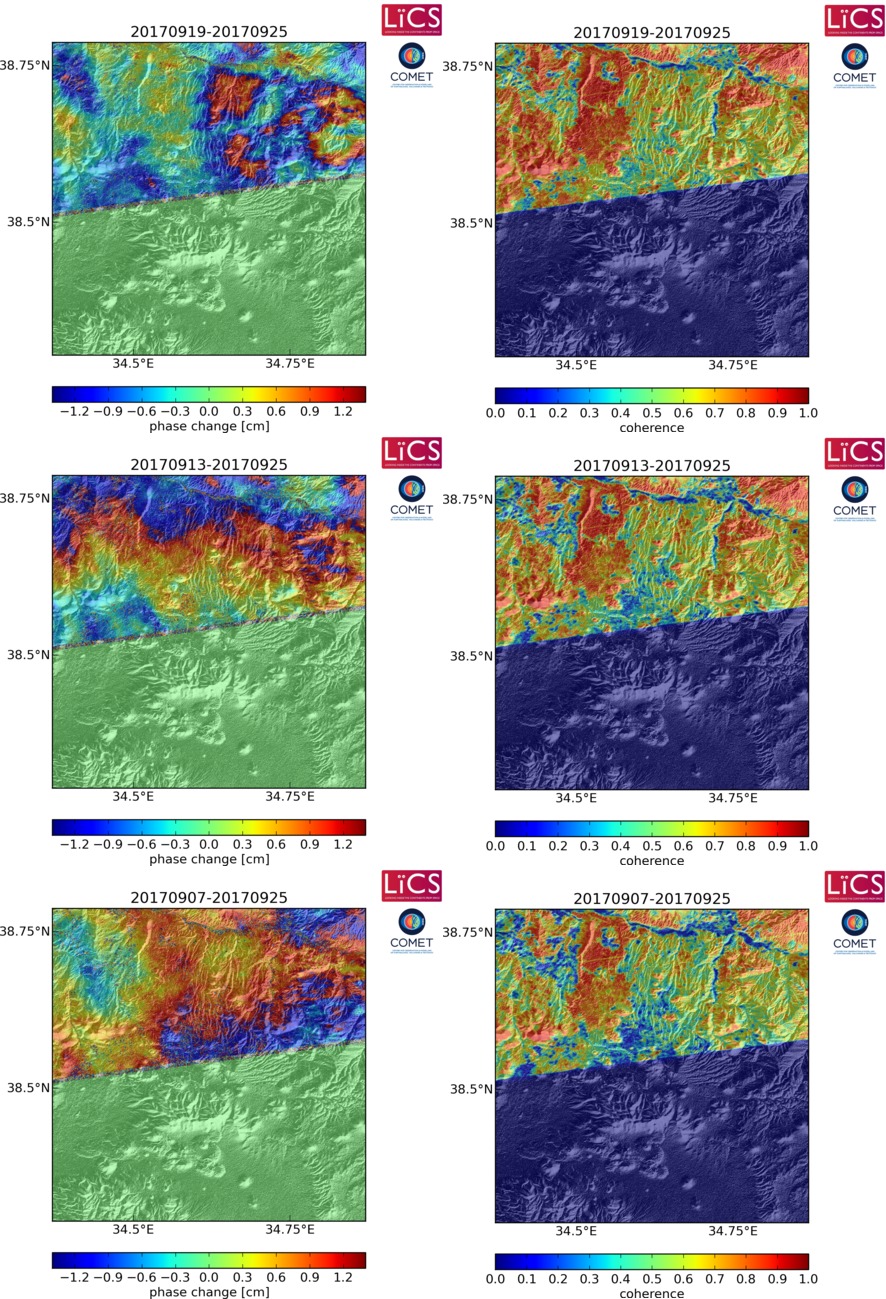 LiCS LiCS
20170919-20170925 20170919-20170925
COMET COMET
38.75°N 38.75°N
38.5°N 38.5°N
34.5°E 34.75°E 34.5°E 34.75°E
−1.2 −0.9 −0.6 −0.3 0.0 0.3 0.6 0.9 1.2 0.0 0.1 0.2 0.3 0.4 0.5 0.6 0.7 0.8 0.9 1.0
phase change [cm] coherence
LiCS LiCS
20170913-20170925 20170913-20170925
COMET COMET
38.75°N 38.75°N
38.5°N 38.5°N
34.5°E 34.75°E 34.5°E 34.75°E
−1.2 −0.9 −0.6 −0.3 0.0 0.3 0.6 0.9 1.2 0.0 0.1 0.2 0.3 0.4 0.5 0.6 0.7 0.8 0.9 1.0
phase change [cm] coherence
LiCS LiCS
20170907-20170925 20170907-20170925
COMET COMET
38.75°N 38.75°N
38.5°N 38.5°N
34.5°E 34.75°E 34.5°E 34.75°E
−1.2 −0.9 −0.6 −0.3 0.0 0.3 0.6 0.9 1.2 0.0 0.1 0.2 0.3 0.4 0.5 0.6 0.7 0.8 0.9 1.0
phase change [cm] coherence